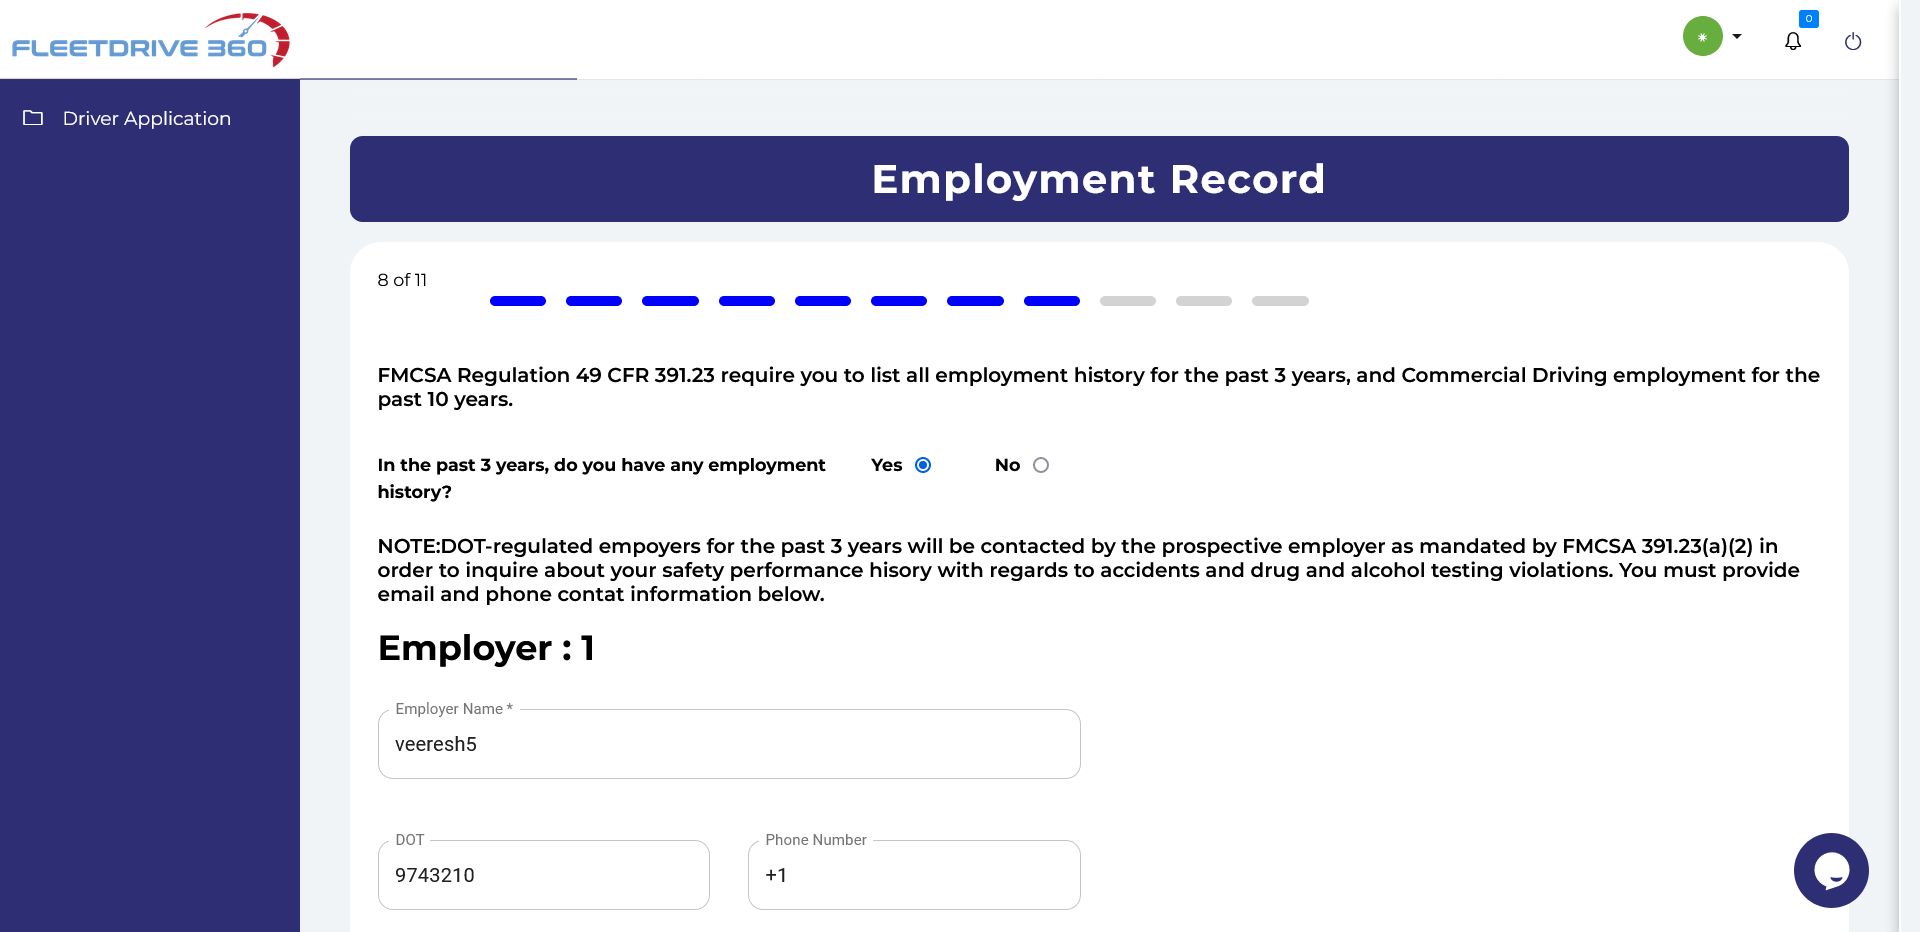 FLEETDRIVE 360
0
Driver Application
Employment Record
8 of 11
FMCSA Regulation 49 CFR 391.23 require you to list all employment history for the past 3 years, and Commercial Driving employment for the
past 10 years.
In the past 3 years, do you have any employment Yes No
history?
NOTE:DOT-regulated empoyers for the past 3 years will be contacted by the prospective employer as mandated by FMCSA 391.23(a)(2) in
order to inquire about your safety performance hisory with regards to accidents and drug and alcohol testing violations. You must provide
email and phone contat information below.
Employer : 1
Employer Name *
veeresh5
DOT Phone Number
9743210 +1